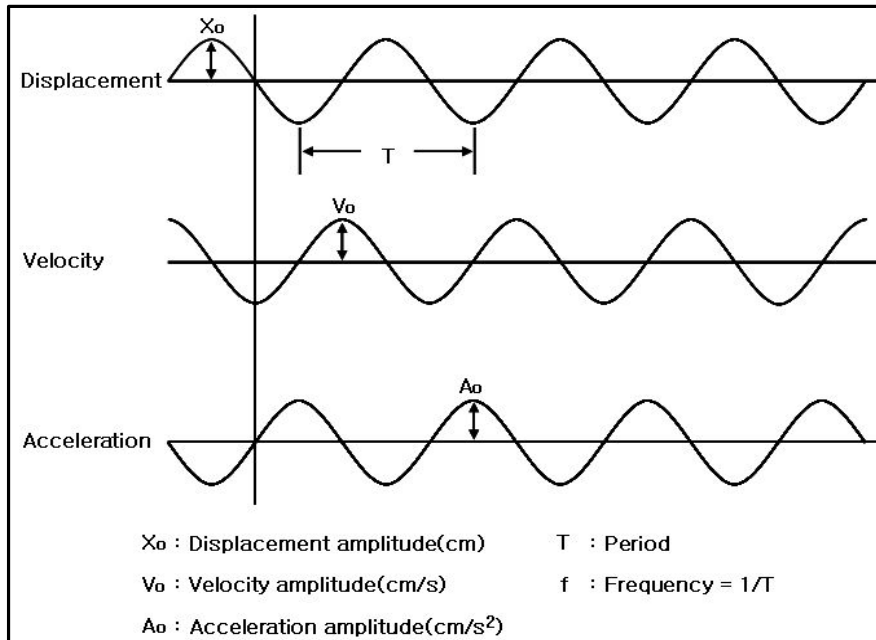 Xo
Displacement
T
Vo
Velocity
Ao
Acceleration
Xo : Displacement amplitude(cm)
T : Period
Vo : Velocity amplitude(cm/s)
f : Frequency = 1/T
Ao : Acceleration amplitude(cm/s²)